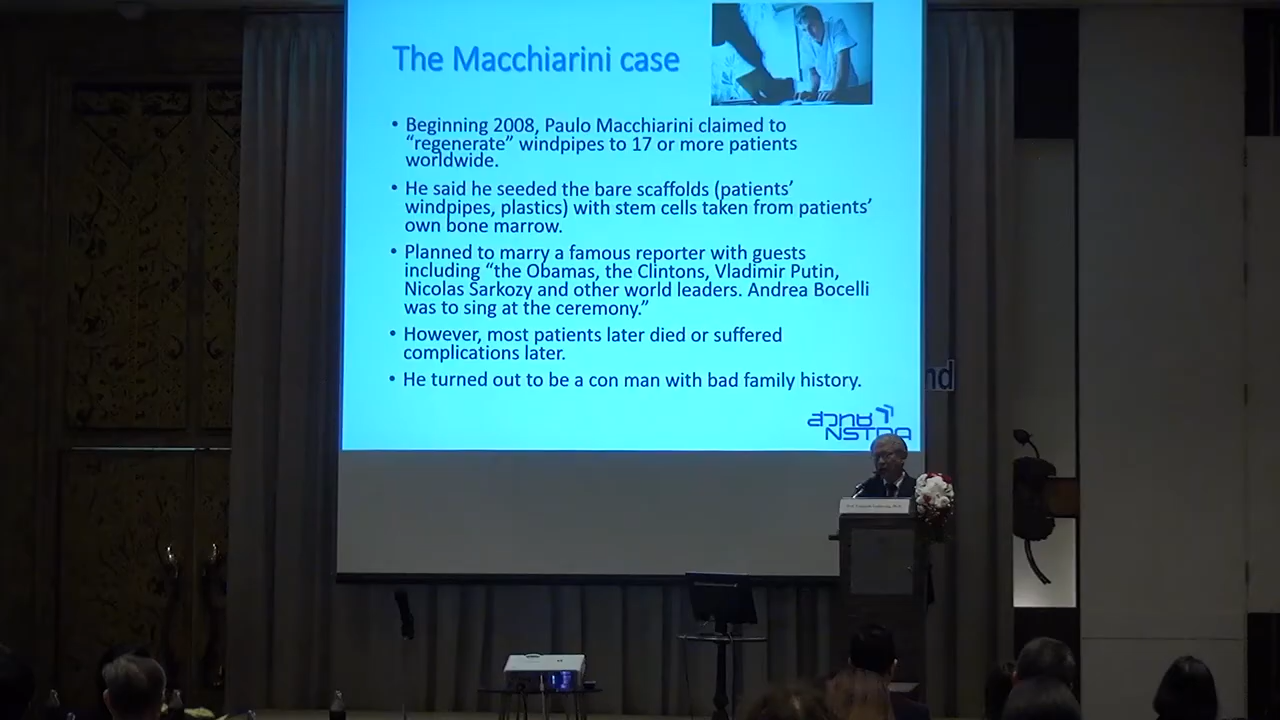 The Macchiarini case
• Beginning 2008, Paulo Macchiarini claimed to
“regenerate” windpipes to 17 or more patients
worldwide.
• He said he seeded the bare scaffolds (patients’
windpipes, plastics) with stem cells taken from patients’
own bone marrow.
• Planned to marry a famous reporter with guests
including “the Obamas, the Clintons, Vladimir Putin,
Nicolas Sarkozy and other world leaders. Andrea Bocelli
was to sing at the ceremony.”
• However, most patients later died or suffered
complications later.
• He turned out to be a con man with bad family history.
nd
สวทช
NSTDA